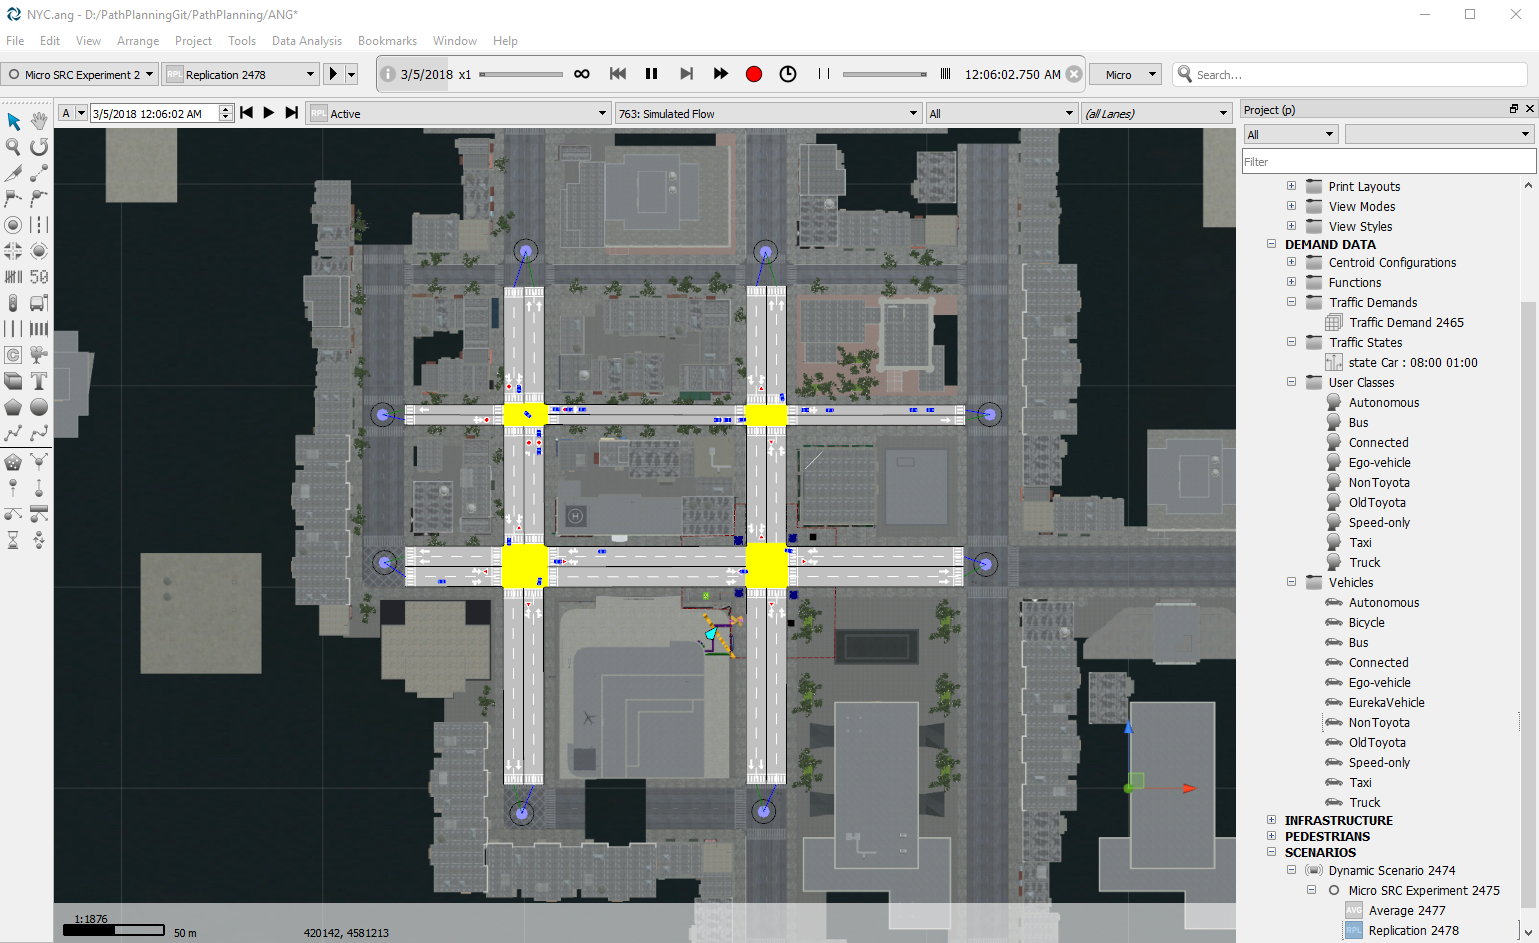 NYC.ang - D:/PathPlanningGit/PathPlanning/ANG*
File Edit View Arrange Project Tools Data Analysis Bookmarks Window Help
Micro SRC Experiment 2 RPL Replication 2478 3/5/2018 x1 12:06:02.750 AM Micro Search...
A 3/5/2018 12:06:02 AM RPL Active 763: Simulated Flow All (all Lanes)
Project (p)
All
Filter
Print Layouts
View Modes
View Styles
DEMAND DATA
Centroid Configurations
Functions
Traffic Demands
Traffic Demand 2465
Traffic States
state Car : 08:00 01:00
User Classes
Autonomous
Bus
Connected
Ego-vehicle
NonToyota
OldToyota
Speed-only
Taxi
Truck
Vehicles
Autonomous
Bicycle
Bus
Connected
Ego-vehicle
EurekaVehicle
NonToyota
OldToyota
Speed-only
Taxi
Truck
INFRASTRUCTURE
PEDESTRIANS
SCENARIOS
Dynamic Scenario 2474
Micro SRC Experiment 2475
AVG Average 2477
RPL Replication 2478
50
C
T
H
1:1876
50 m
420142, 4581213